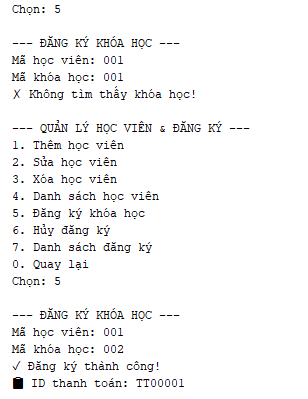 Chọn: 5
--- ĐĂNG KÝ KHÓA HỌC ---
Mã học viên: 001
Mã khóa học: 001
✗ Không tìm thấy khóa học!
--- QUẢN LÝ HỌC VIÊN & ĐĂNG KÝ ---
1. Thêm học viên
2. Sửa học viên
3. Xóa học viên
4. Danh sách học viên
5. Đăng ký khóa học
6. Hủy đăng ký
7. Danh sách đăng ký
0. Quay lại
Chọn: 5
--- ĐĂNG KÝ KHÓA HỌC ---
Mã học viên: 001
Mã khóa học: 002
✓ Đăng ký thành công!
📋 ID thanh toán: TT00001